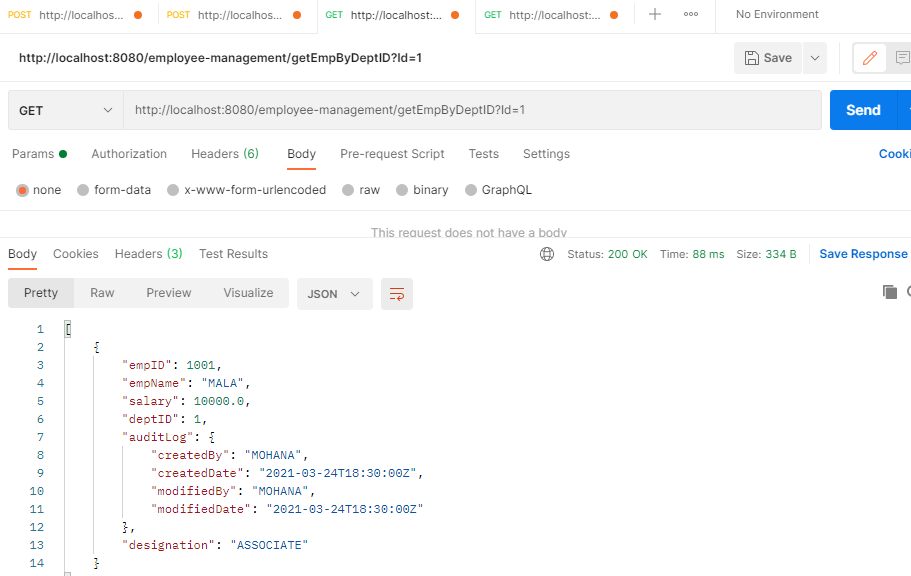 POST http://localhos... POST http://localhos... GET http://localhost:... GET http://localhost:... No Environment
http://localhost:8080/employee-management/getEmpByDeptID?Id=1 Save
GET http://localhost:8080/employee-management/getEmpByDeptID?Id=1 Send
Params Authorization Headers (6) Body Pre-request Script Tests Settings Cooki
none form-data x-www-form-urlencoded raw binary GraphQL
This request does not have a body
Body Cookies Headers (3) Test Results Status: 200 OK Time: 88 ms Size: 334 B Save Response
Pretty Raw Preview Visualize JSON
1 [
2 {
3 "empID": 1001,
4 "empName": "MALA",
5 "salary": 10000.0,
6 "deptID": 1,
7 "auditLog": {
8 "createdBy": "MOHANA",
9 "createdDate": "2021-03-24T18:30:00Z",
10 "modifiedBy": "MOHANA",
11 "modifiedDate": "2021-03-24T18:30:00Z"
12 },
13 "designation": "ASSOCIATE"
14 }